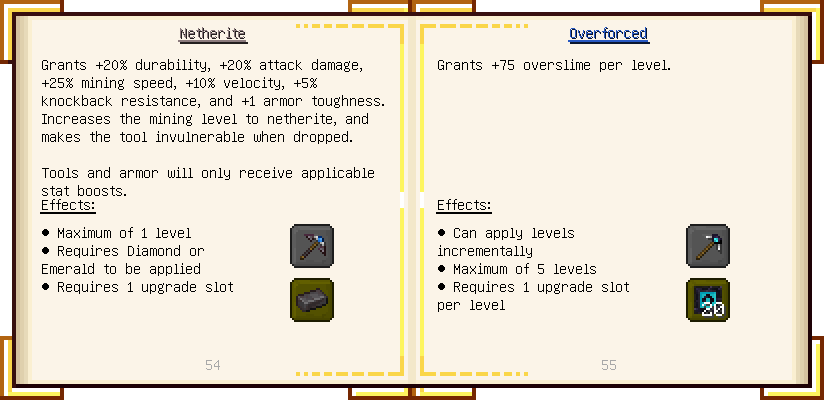 Netherite
Grants +20% durability, +20% attack damage,
+25% mining speed, +10% velocity, +5%
knockback resistance, and +1 armor toughness.
Increases the mining level to netherite, and
makes the tool invulnerable when dropped.
Tools and armor will only receive applicable
stat boosts.
Effects:
● Maximum of 1 level
● Requires Diamond or
Emerald to be applied
● Requires 1 upgrade slot
54
Overforced
Grants +75 overslime per level.
Effects:
● Can apply levels
incrementally
● Maximum of 5 levels
● Requires 1 upgrade slot
per level
20
55